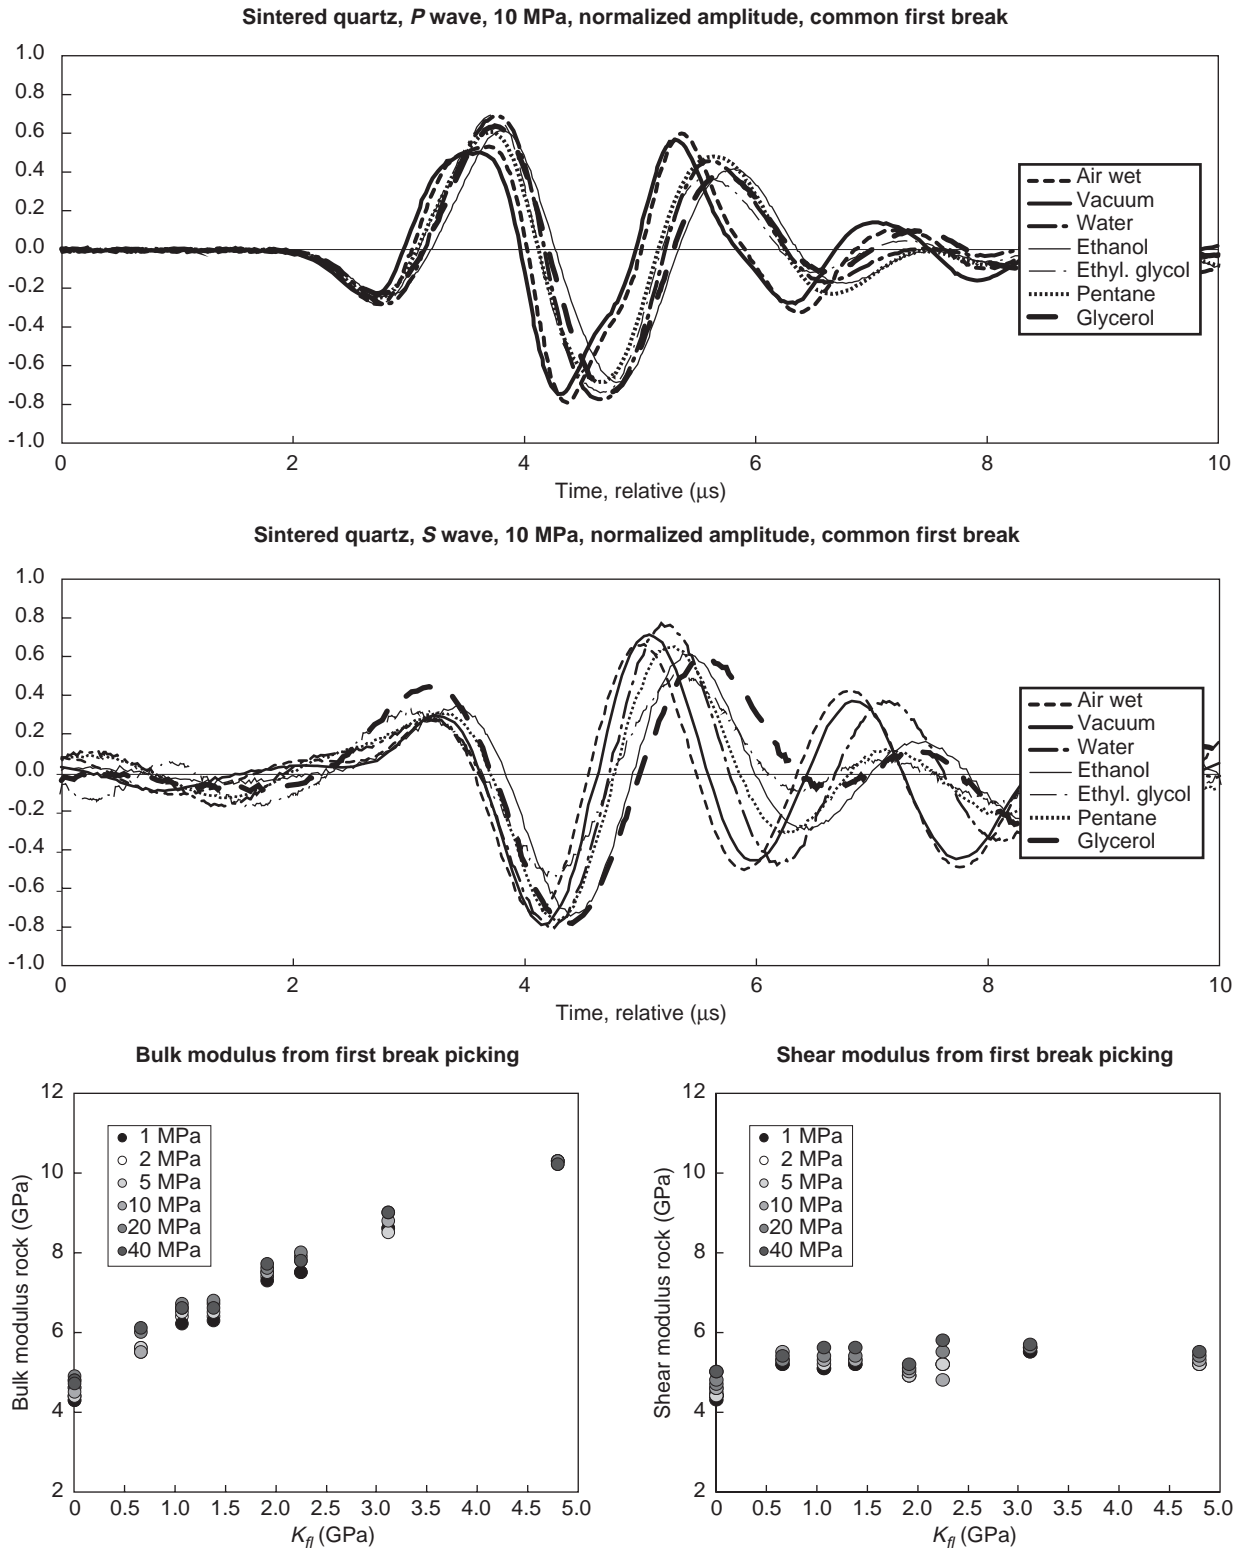 Sintered quartz, P wave, 10 MPa, normalized amplitude, common first break
1.0
0.8
0.6
0.4
0.2
0.0
-0.2
-0.4
-0.6
-0.8
-1.0
0 2 4 6 8 10
Time, relative (μs)
Air wet
Vacuum
Water
Ethanol
Ethyl. glycol
Pentane
Glycerol
Sintered quartz, S wave, 10 MPa, normalized amplitude, common first break
1.0
0.8
0.6
0.4
0.2
0.0
-0.2
-0.4
-0.6
-0.8
-1.0
0 2 4 6 8 10
Time, relative (μs)
Air wet
Vacuum
Water
Ethanol
Ethyl. glycol
Pentane
Glycerol
Bulk modulus from first break picking
Bulk modulus rock (GPa)
12
10
8
6
4
2
1 MPa
2 MPa
5 MPa
10 MPa
20 MPa
40 MPa
0 0.5 1.0 1.5 2.0 2.5 3.0 3.5 4.0 4.5 5.0
Kfl (GPa)
Shear modulus from first break picking
Shear modulus rock (GPa)
12
10
8
6
4
2
1 MPa
2 MPa
5 MPa
10 MPa
20 MPa
40 MPa
0.0 0.5 1.0 1.5 2.0 2.5 3.0 3.5 4.0 4.5 5.0
Kfl (GPa)